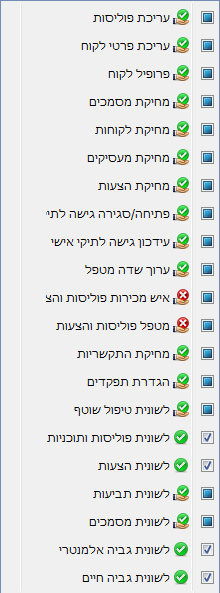 עריכת פוליסות
עריכת פרטי לקוח
פרופיל לקוח
מחיקת מסמכים
מחיקת לקוחות
מחיקת מעסיקים
מחיקת הצעות
פתיחה/סגירה גישה לתי
עידכון גישה לתיקי אישי
ערוך שדה מטפל
איש מכירות פוליסות והצ
מטפל פוליסות והצעות
מחיקת התקשריות
הגדרת תפקדים
לשונית טיפול שוטף
לשונית פוליסות ותוכניות
לשונית הצעות
לשונית תביעות
לשונית מסמכים
לשונית גביה אלמנטרי
לשונית גביה חיים